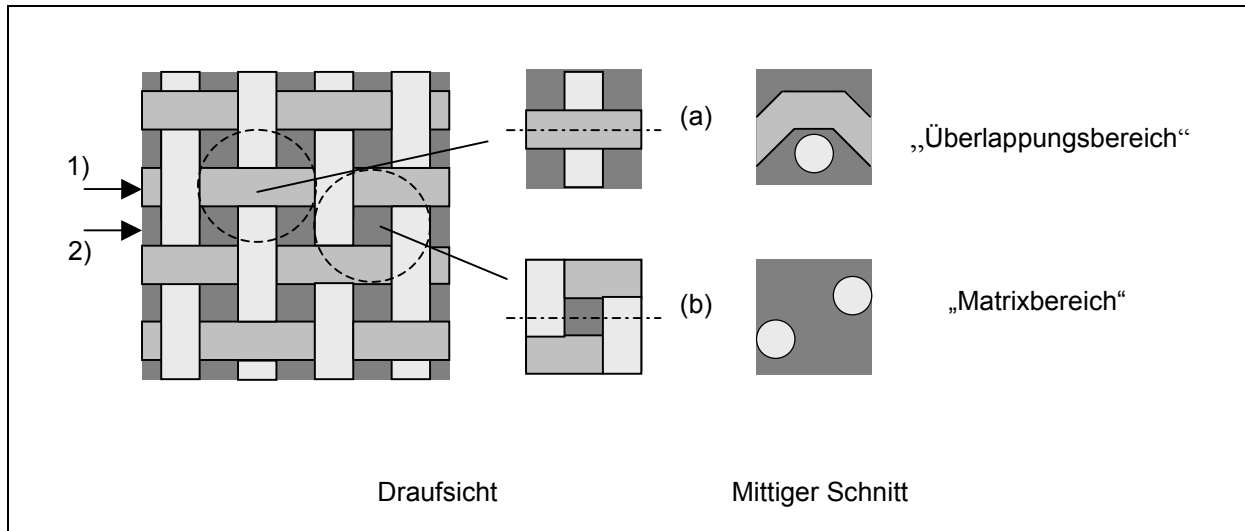 (a)
„Überlappungsbereich“
1)
2)
(b)
„Matrixbereich“
Draufsicht
Mittiger Schnitt